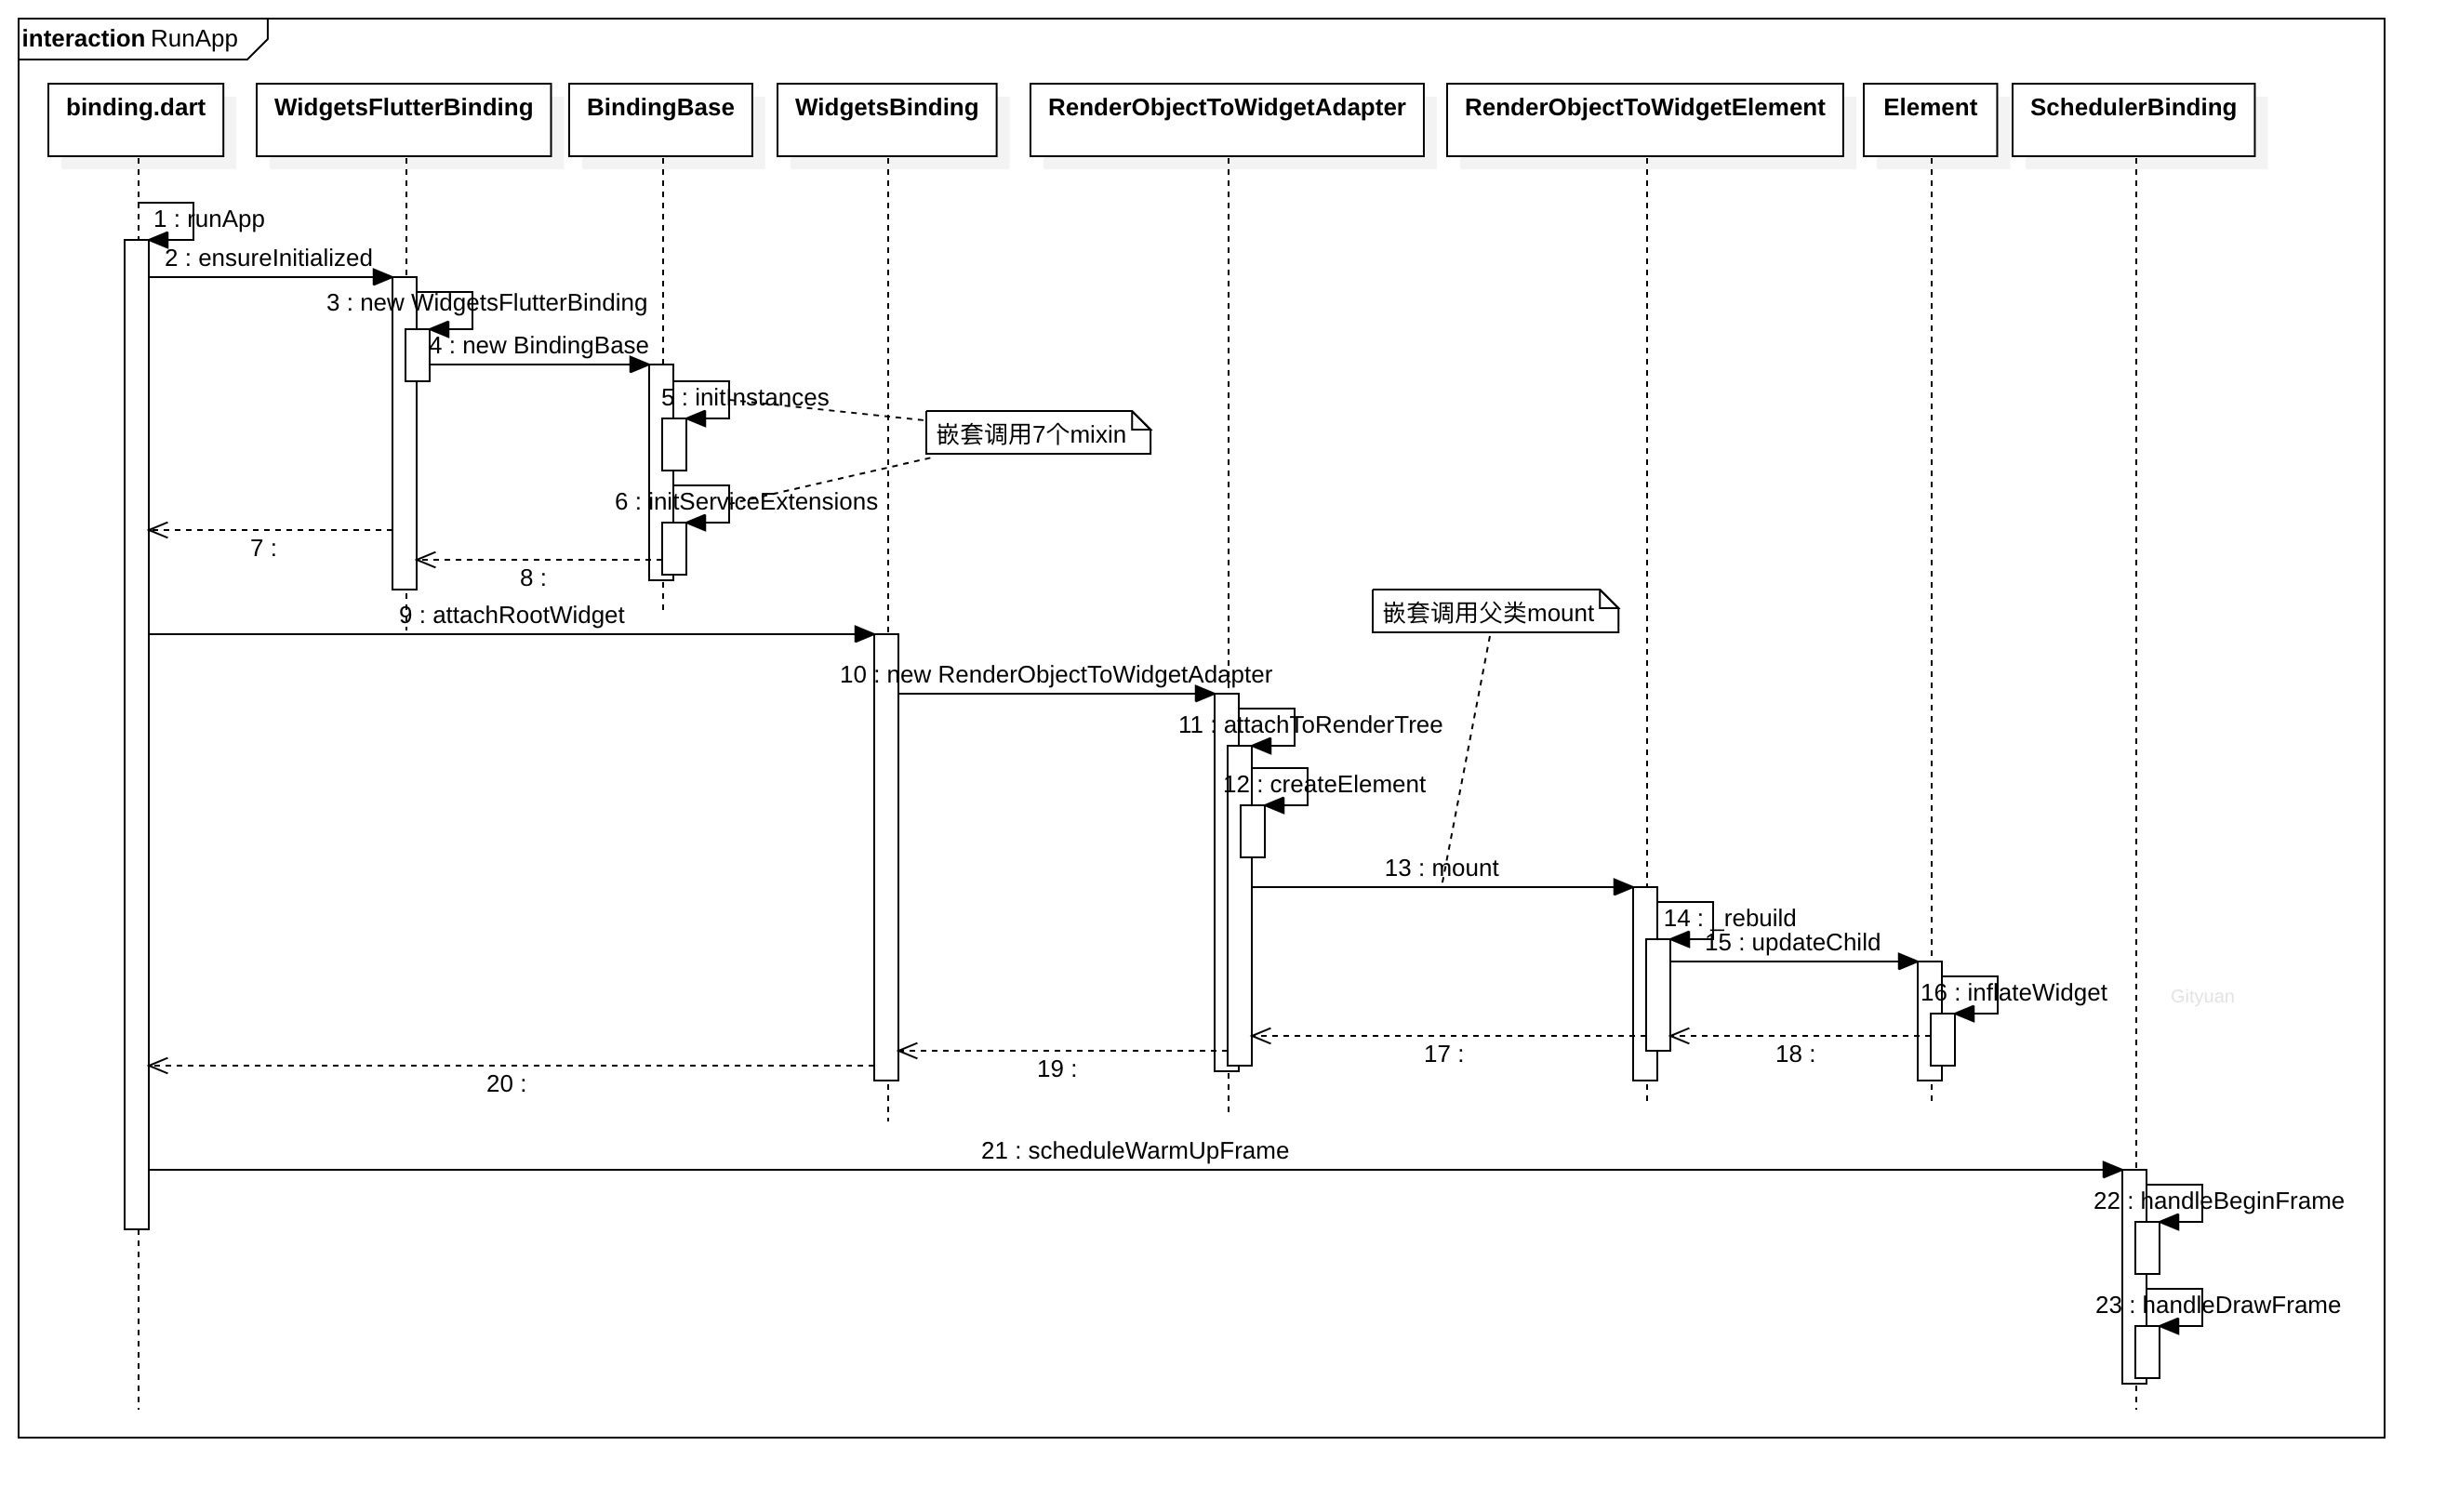 interaction RunApp
binding.dart
WidgetsFlutterBinding
BindingBase
WidgetsBinding
RenderObjectToWidgetAdapter
RenderObjectToWidgetElement
Element
SchedulerBinding
1 : runApp
2 : ensureInitialized
3 : new WidgetsFlutterBinding
4 : new BindingBase
5 : initInstances
嵌套调用7个mixin
6 : initServiceExtensions
7 :
8 :
9 : attachRootWidget
嵌套调用父类mount
10 : new RenderObjectToWidgetAdapter
11 : attachToRenderTree
12 : createElement
13 : mount
14 : _rebuild
15 : updateChild
16 : inflateWidget
Gityuan
17 :
18 :
19 :
20 :
21 : scheduleWarmUpFrame
22 : handleBeginFrame
23 : handleDrawFrame